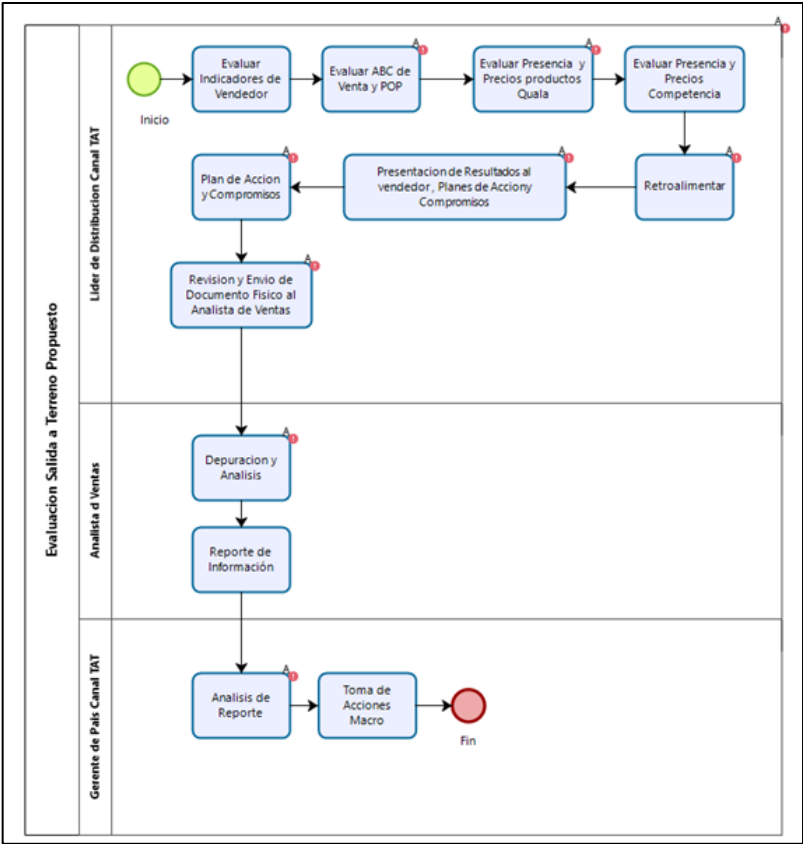 Evaluacion Salida a Terreno Propuesto
Lider de Distribucion Canal TAT
Inicio
Evaluar
Indicadores de
Vendedor
Evaluar ABC de
Venta y POP
A
Evaluar Presencia y
Precios productos
Quala
A
Evaluar Presencia y
Precios
Competencia
A
Retroalimentar
A
Presentacion de Resultados al
vendedor , Planes de Acciony
Compromisos
A
Plan de Accion
y Compromisos
A
Revision y Envio de
Documento Fisico al
Analista de Ventas
A
Analista d Ventas
Depuracion y
Analisis
A
Reporte de
Información
Gerente de Pais Canal TAT
Analisis de
Reporte
A
Toma de
Acciones
Macro
Fin